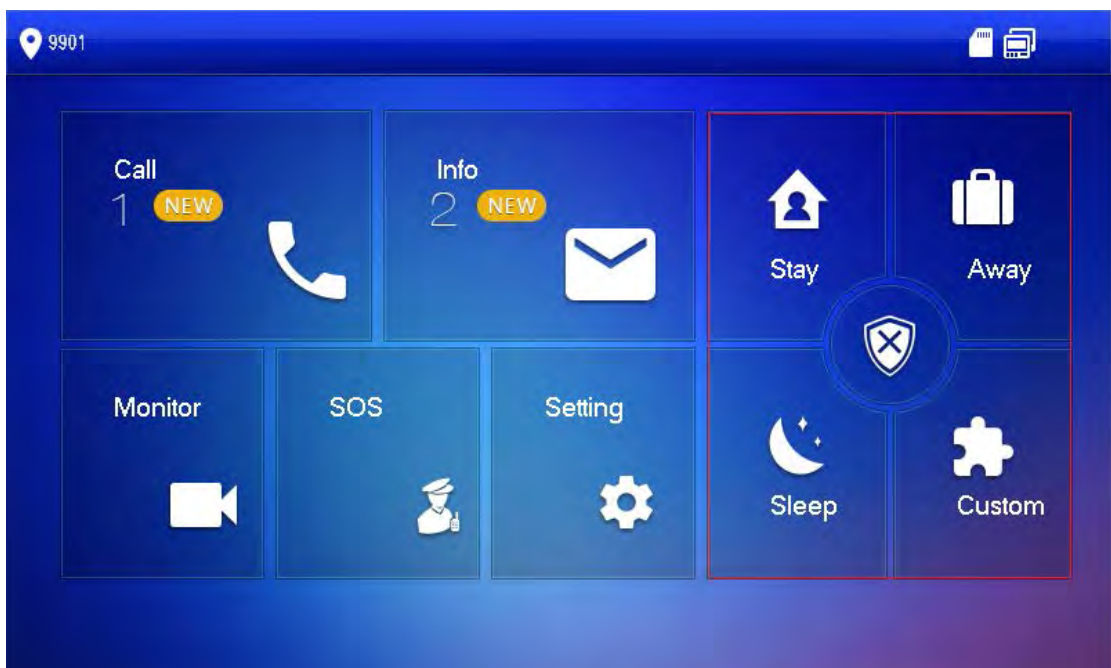 9901
Call
1 NEW
Info
2 NEW
Stay
Away
Monitor
SOS
Setting
Sleep
Custom